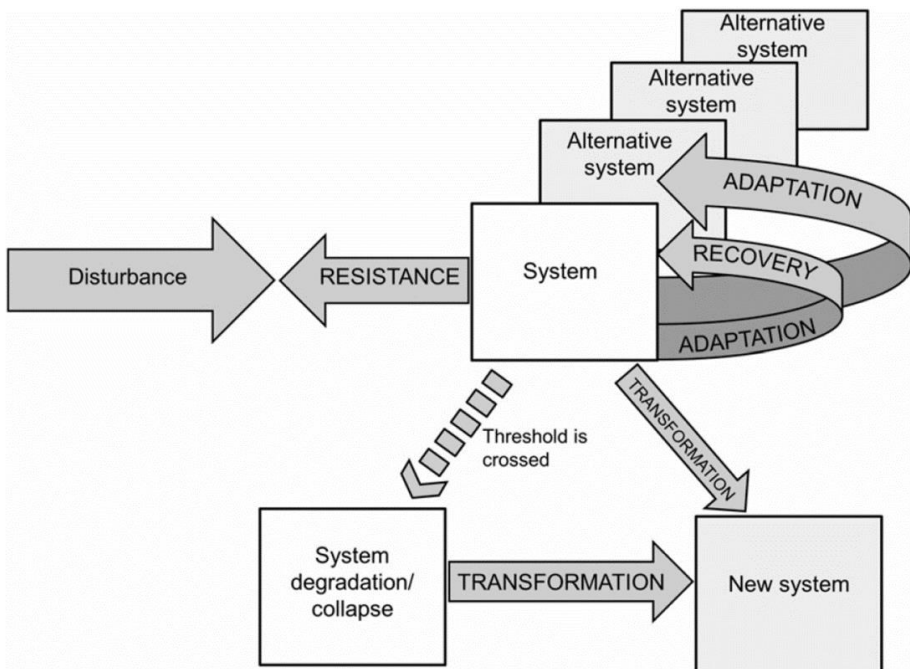 Alternative
system
Alternative
system
Alternative
system
ADAPTATION
Disturbance
RESISTANCE
System
RECOVERY
ADAPTATION
TRANSFORMATION
Threshold is
crossed
System
degradation/
collapse
TRANSFORMATION
New system